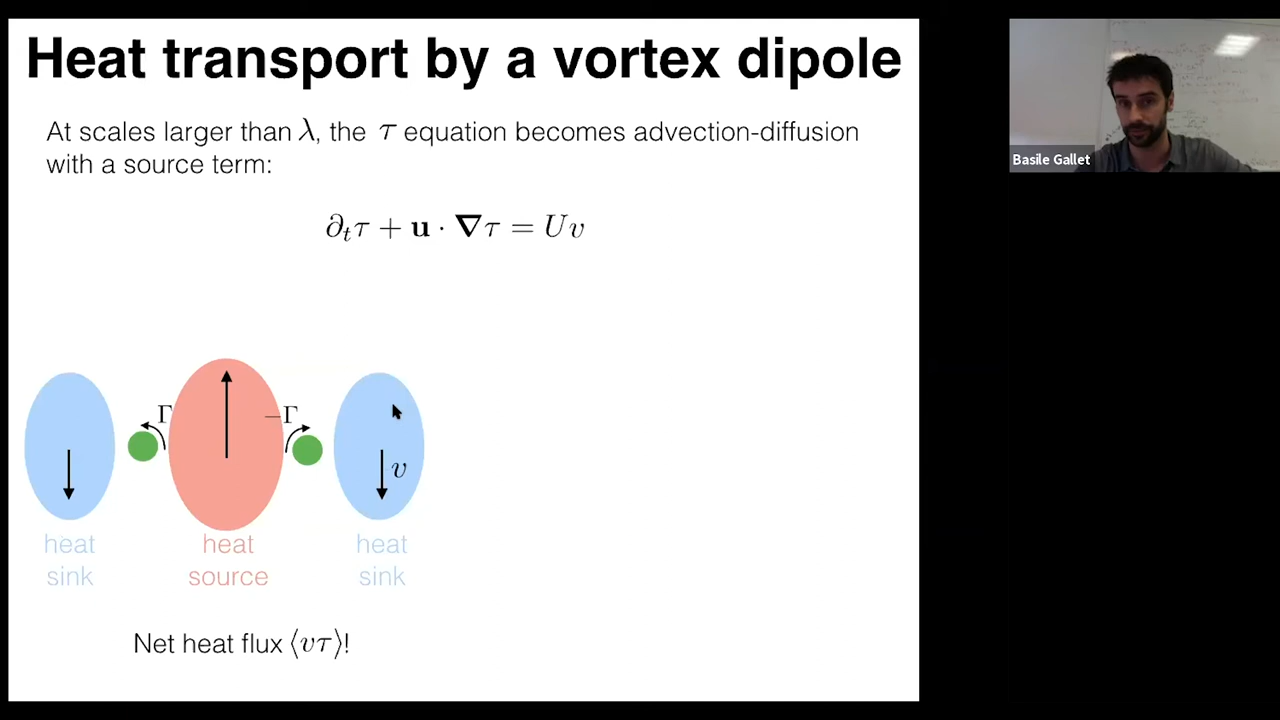 Heat transport by a vortex dipole
At scales larger than λ, the τ equation becomes advection-diffusion
with a source term:
∂ₜτ + 𝐮 · ∇τ = Uv
Γ
−Γ
v
heat sink
heat source
heat sink
Net heat flux ⟨vτ⟩!
Basile Gallet